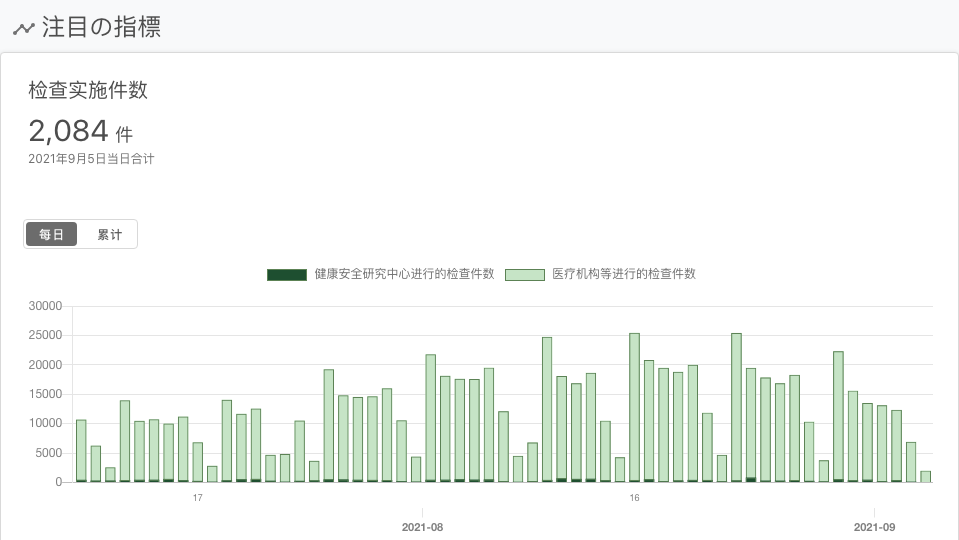 注目の指標
检查实施件数
2,084 件
2021年9月5日当日合计
每日 累计
健康安全研究中心进行的检查件数 医疗机构等进行的检查件数
30000
25000
20000
15000
10000
5000
0
17 16
2021-08 2021-09